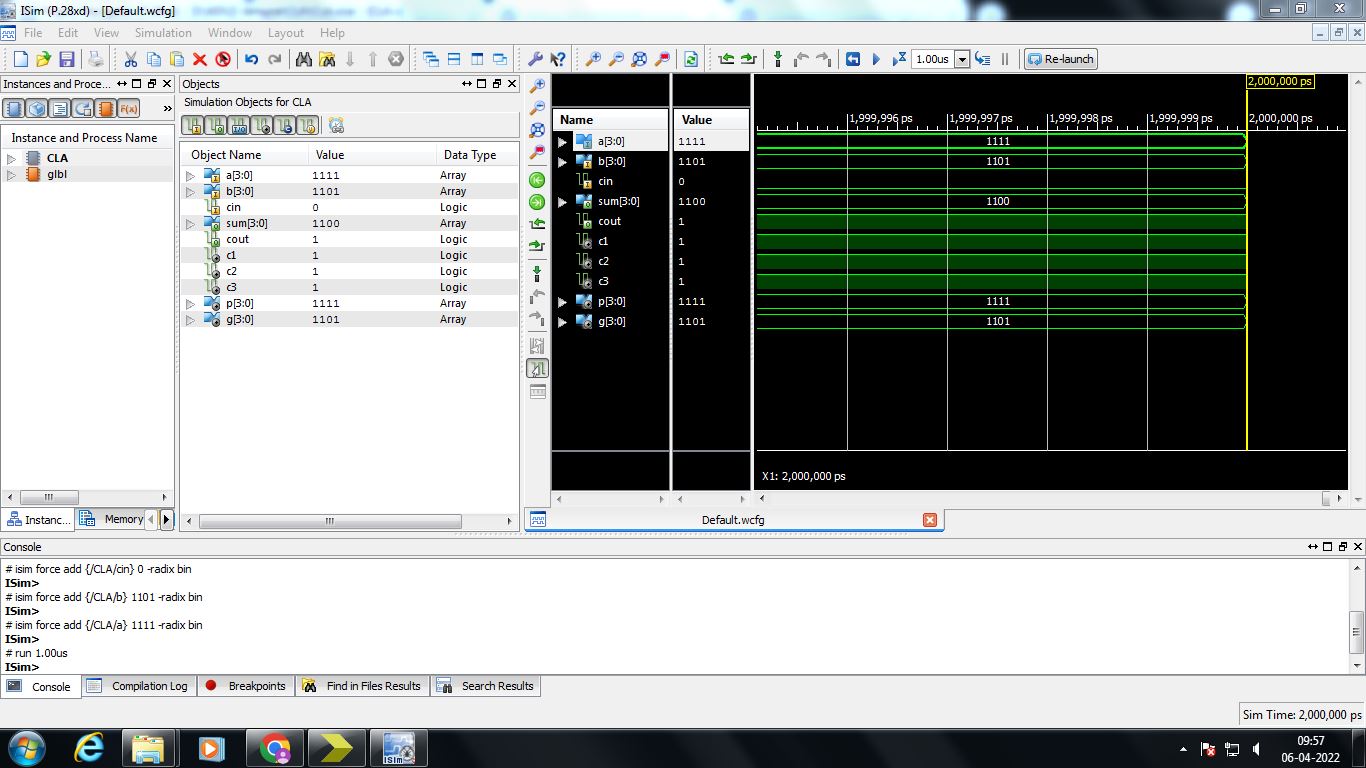 ISim (P.28xd) - [Default.wcfg]
File Edit View Simulation Window Layout Help
1.00us Re-launch
Instances and Proce...
Instance and Process Name
CLA
glbl
Instanc... Memory
Objects
Simulation Objects for CLA
Object Name Value Data Type
a[3:0] 1111 Array
b[3:0] 1101 Array
cin 0 Logic
sum[3:0] 1100 Array
cout 1 Logic
c1 1 Logic
c2 1 Logic
c3 1 Logic
p[3:0] 1111 Array
g[3:0] 1101 Array
2,000,000 ps
Name Value 1,999,996 ps 1,999,997 ps 1,999,998 ps 1,999,999 ps 2,000,000 ps
a[3:0] 1111 1111
b[3:0] 1101 1101
cin 0
sum[3:0] 1100 1100
cout 1
c1 1
c2 1
c3 1
p[3:0] 1111 1111
g[3:0] 1101 1101
X1: 2,000,000 ps
Default.wcfg
Console
# isim force add {/CLA/cin} 0 -radix bin
ISim>
# isim force add {/CLA/b} 1101 -radix bin
ISim>
# isim force add {/CLA/a} 1111 -radix bin
ISim>
# run 1.00us
ISim>
Console Compilation Log Breakpoints Find in Files Results Search Results
Sim Time: 2,000,000 ps
ISim
09:57
06-04-2022